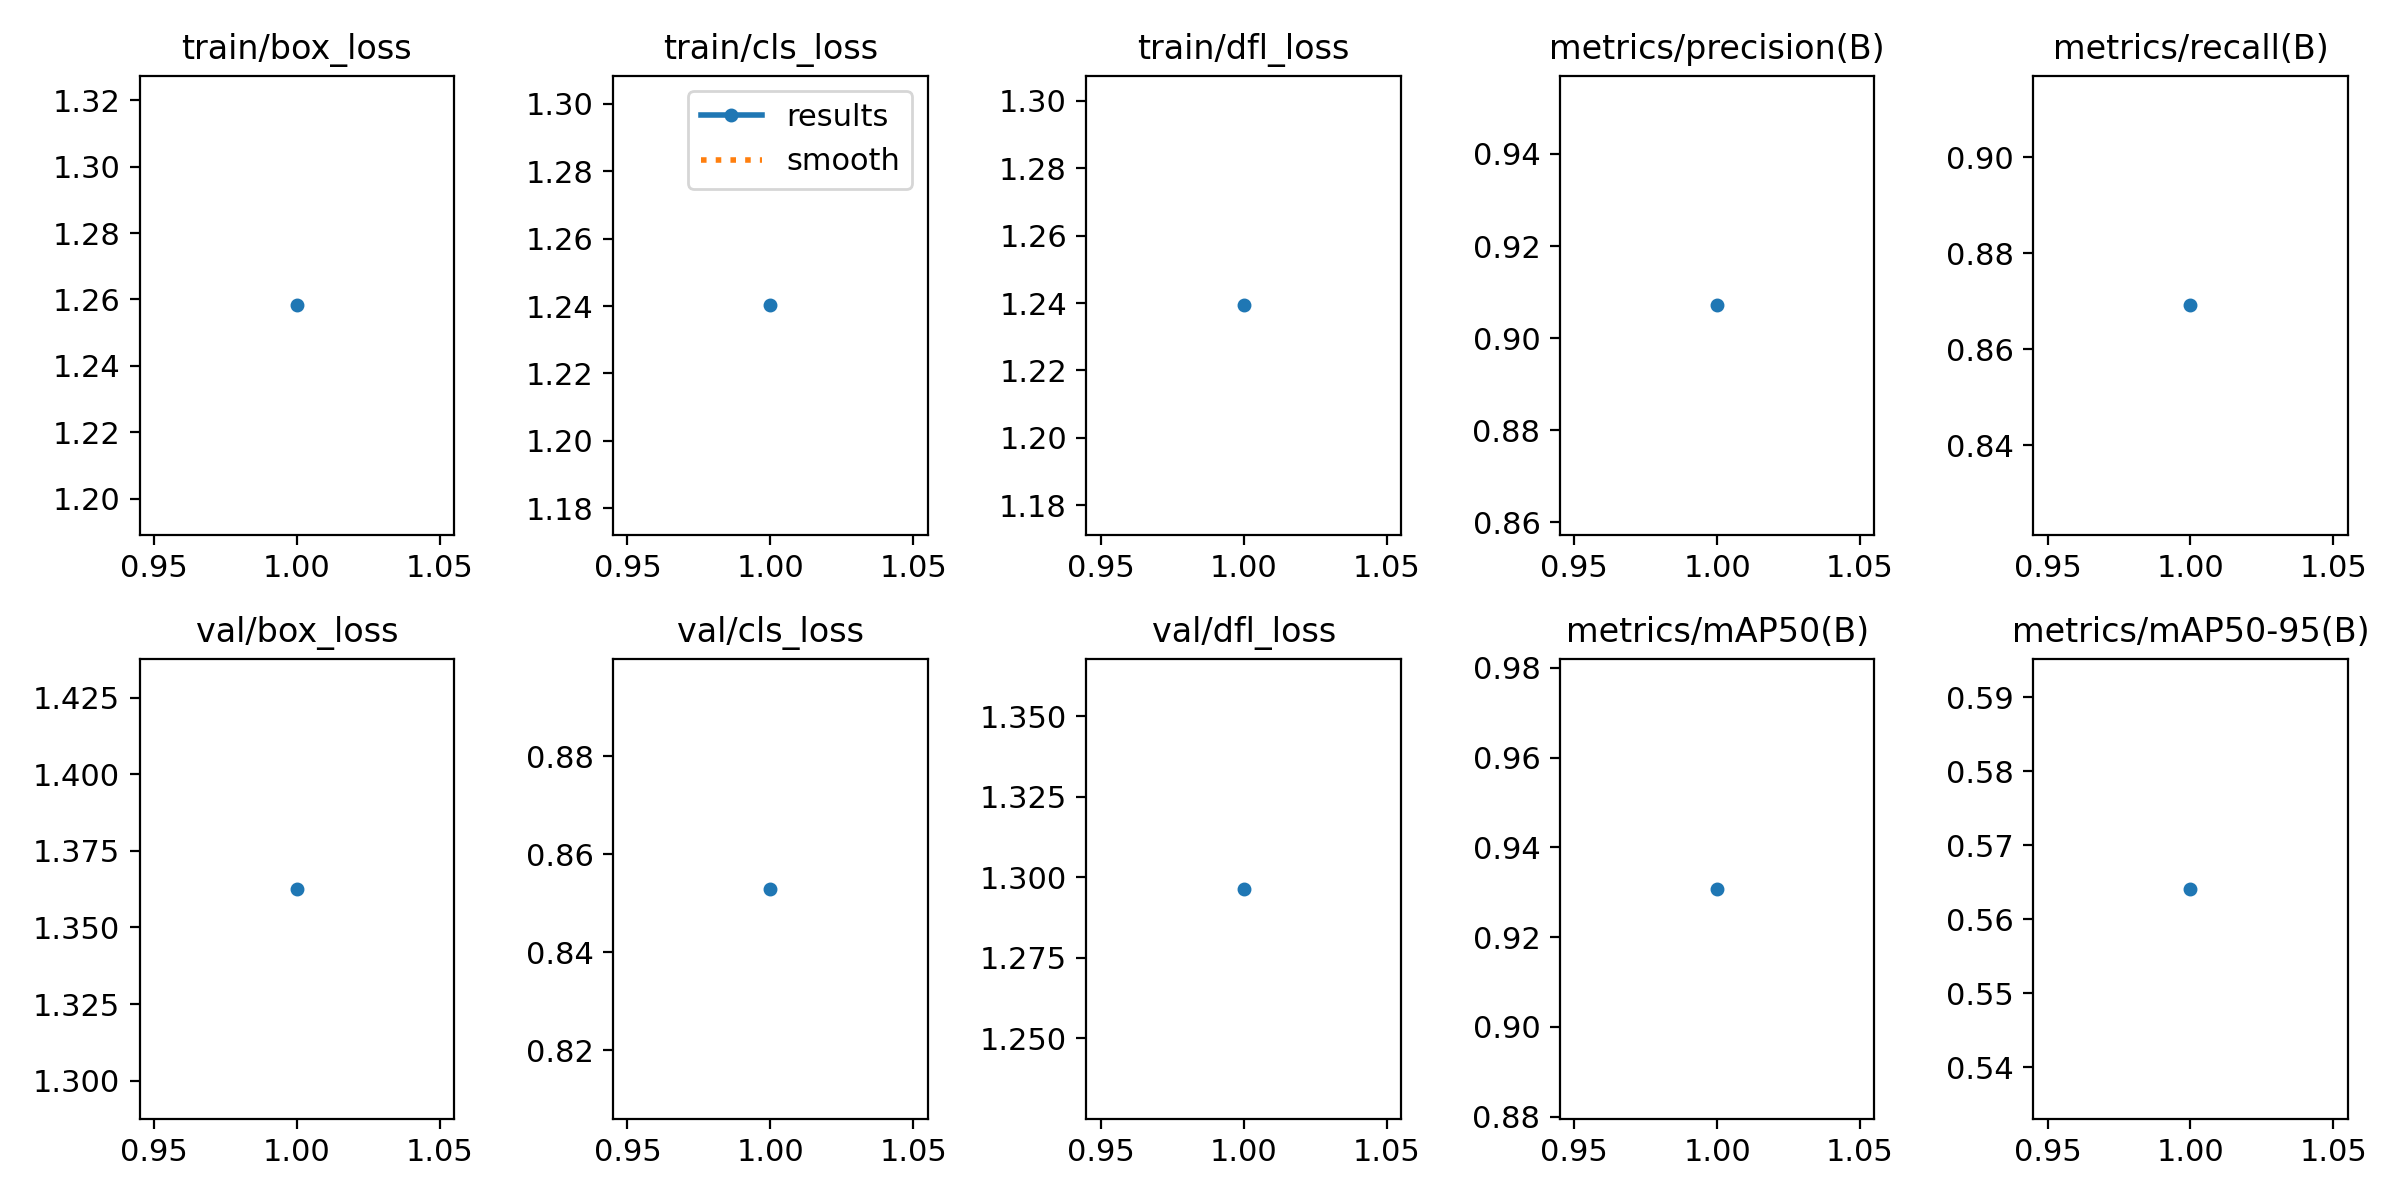 train/box_loss
1.32
1.30
1.28
1.26
1.24
1.22
1.20
0.95 1.00 1.05
train/cls_loss
results
smooth
1.30
1.28
1.26
1.24
1.22
1.20
1.18
0.95 1.00 1.05
train/dfl_loss
1.30
1.28
1.26
1.24
1.22
1.20
1.18
0.95 1.00 1.05
metrics/precision(B)
0.94
0.92
0.90
0.88
0.86
0.95 1.00 1.05
metrics/recall(B)
0.90
0.88
0.86
0.84
0.95 1.00 1.05
val/box_loss
1.425
1.400
1.375
1.350
1.325
1.300
0.95 1.00 1.05
val/cls_loss
0.88
0.86
0.84
0.82
0.95 1.00 1.05
val/dfl_loss
1.350
1.325
1.300
1.275
1.250
0.95 1.00 1.05
metrics/mAP50(B)
0.98
0.96
0.94
0.92
0.90
0.88
0.95 1.00 1.05
metrics/mAP50-95(B)
0.59
0.58
0.57
0.56
0.55
0.54
0.95 1.00 1.05